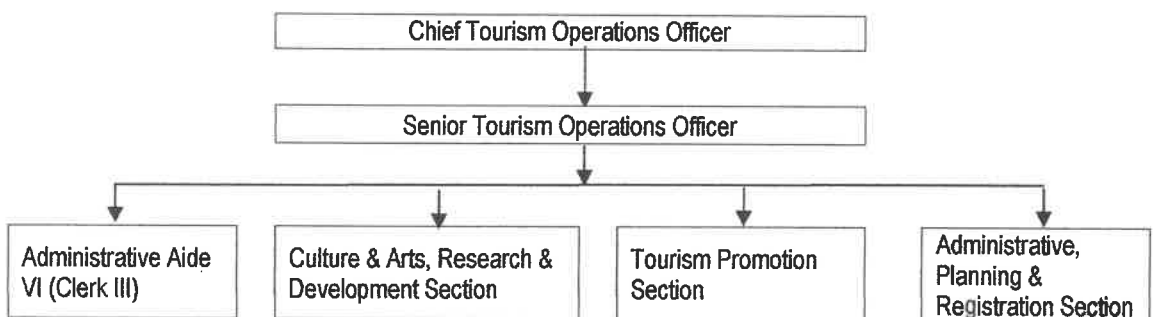 Chief Tourism Operations Officer
Senior Tourism Operations Officer
Administrative Aide
VI (Clerk III)
Culture & Arts, Research &
Development Section
Tourism Promotion
Section
Administrative,
Planning &
Registration Section